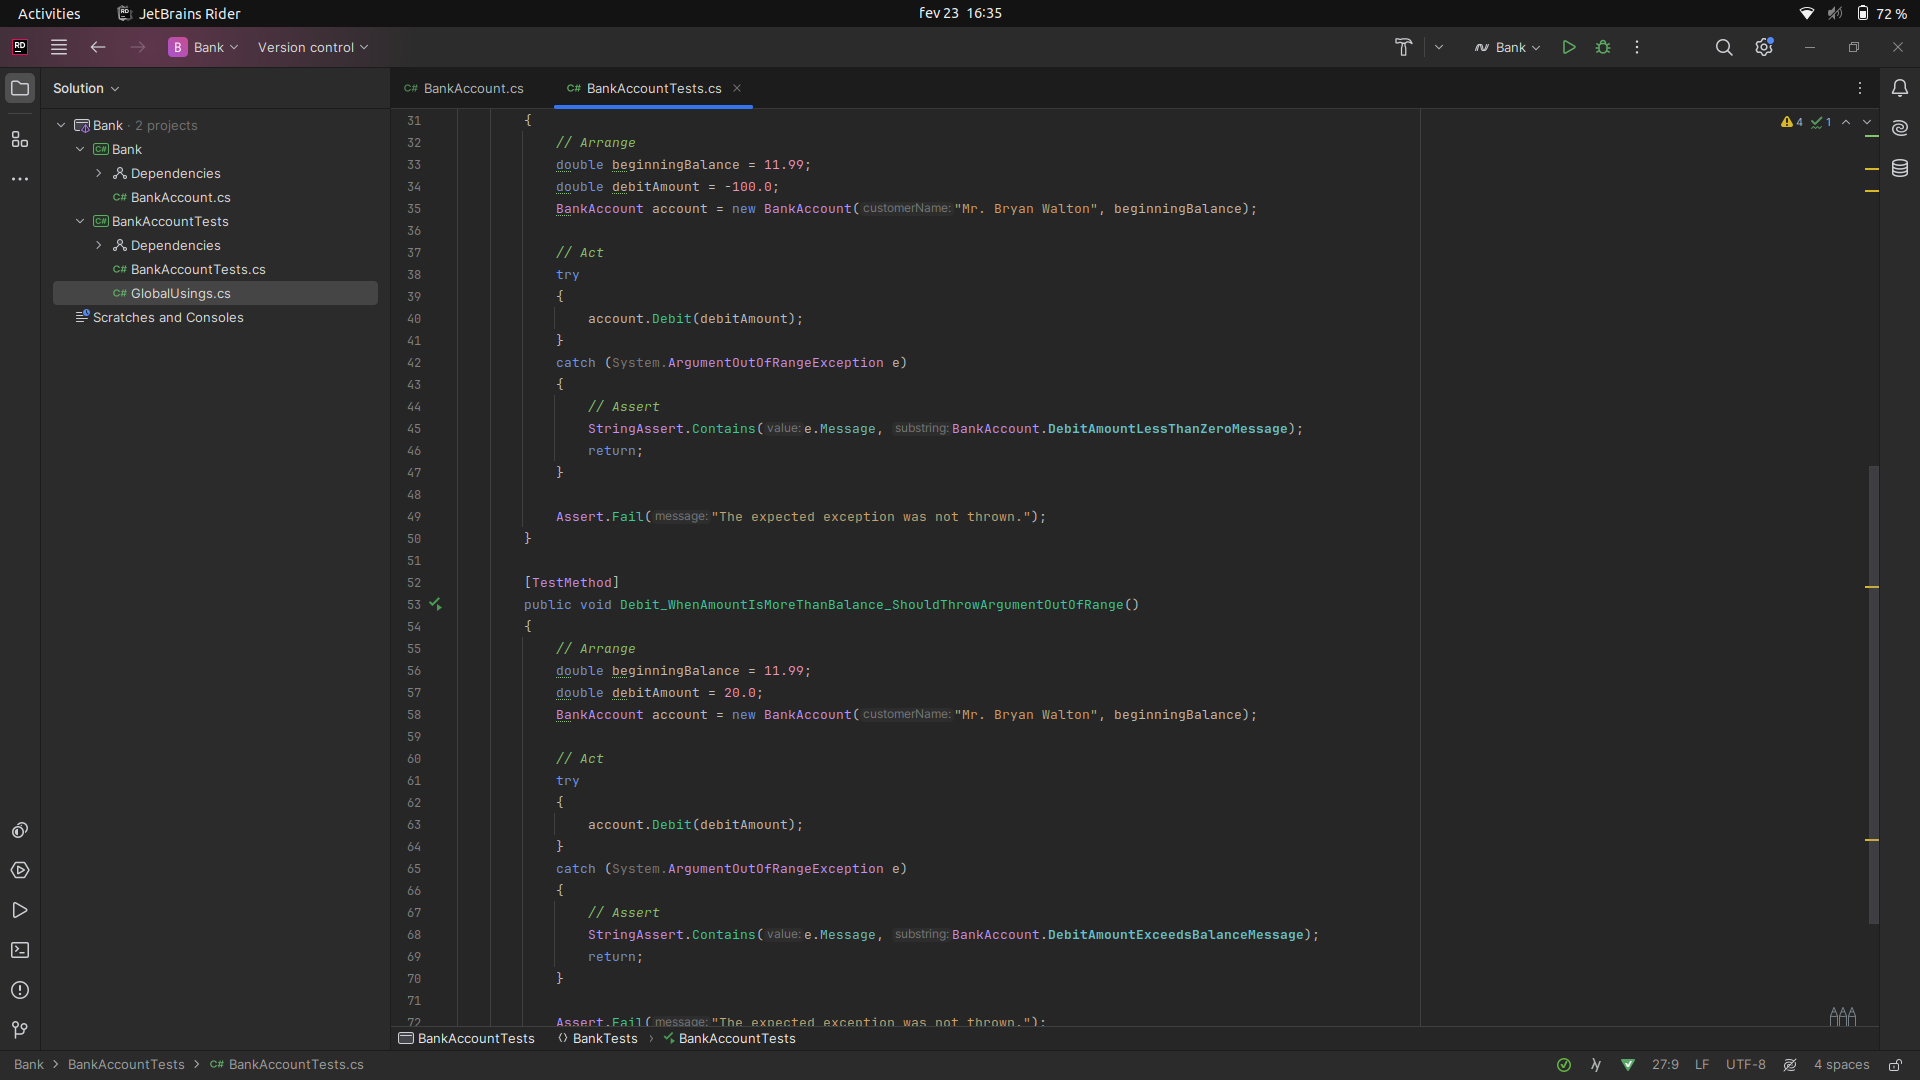 Activities JetBrains Rider fev 23 16:35 72 %
RD B Bank Version control Bank
Solution
C# BankAccount.cs C# BankAccountTests.cs
Bank · 2 projects
C# Bank
Dependencies
C# BankAccount.cs
C# BankAccountTests
Dependencies
C# BankAccountTests.cs
C# GlobalUsings.cs
Scratches and Consoles
4 1
31 {
32 // Arrange
33 double beginningBalance = 11.99;
34 double debitAmount = -100.0;
35 BankAccount account = new BankAccount( customerName: "Mr. Bryan Walton", beginningBalance);
36
37 // Act
38 try
39 {
40 account.Debit(debitAmount);
41 }
42 catch (System.ArgumentOutOfRangeException e)
43 {
44 // Assert
45 StringAssert.Contains( value: e.Message, substring: BankAccount.DebitAmountLessThanZeroMessage);
46 return;
47 }
48
49 Assert.Fail( message: "The expected exception was not thrown.");
50 }
51
52 [TestMethod]
53 public void Debit_WhenAmountIsMoreThanBalance_ShouldThrowArgumentOutOfRange()
54 {
55 // Arrange
56 double beginningBalance = 11.99;
57 double debitAmount = 20.0;
58 BankAccount account = new BankAccount( customerName: "Mr. Bryan Walton", beginningBalance);
59
60 // Act
61 try
62 {
63 account.Debit(debitAmount);
64 }
65 catch (System.ArgumentOutOfRangeException e)
66 {
67 // Assert
68 StringAssert.Contains( value: e.Message, substring: BankAccount.DebitAmountExceedsBalanceMessage);
69 return;
70 }
71
72 Assert.Fail( message: "The expected exception was not thrown.");
BankAccountTests BankTests BankAccountTests
Bank BankAccountTests C# BankAccountTests.cs 27:9 LF UTF-8 4 spaces